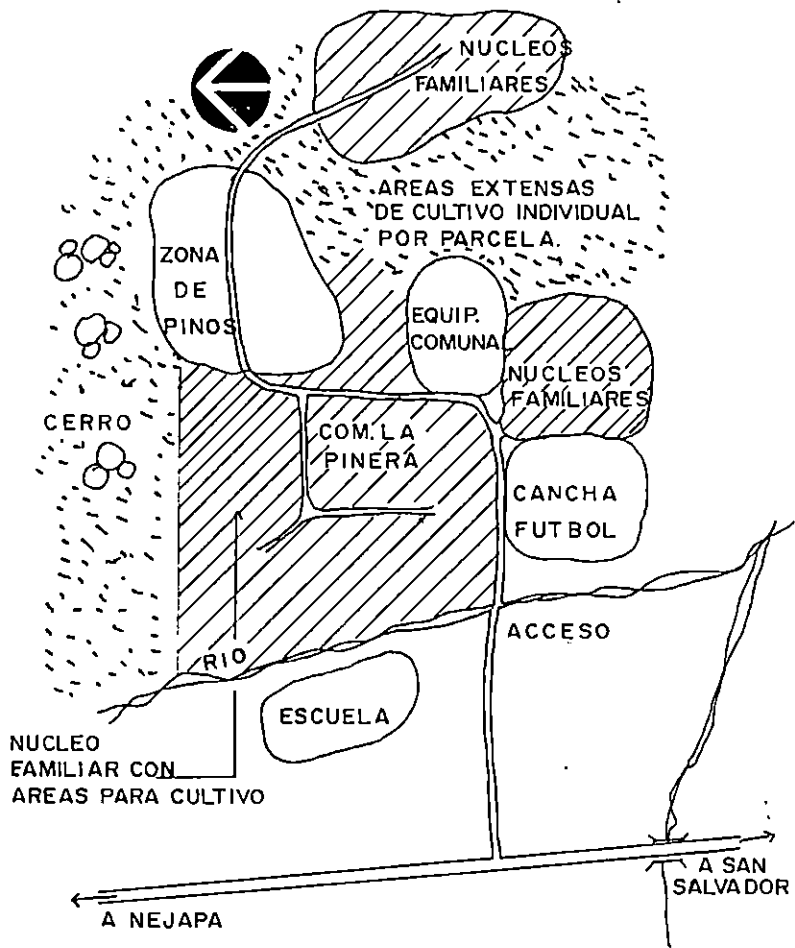 NUCLEOS
FAMILIARES
AREAS EXTENSAS
DE CULTIVO INDIVIDUAL
POR PARCELA.
ZONA
DE
PINOS
EQUIP.
COMUNAL
NUCLEOS
FAMILIARES
CERRO
COM. LA
PINERA
CANCHA
FUTBOL
ACCESO
RIO
ESCUELA
NUCLEO
FAMILIAR CON
AREAS PARA CULTIVO
A SAN
SALVADOR
A NEJAPA